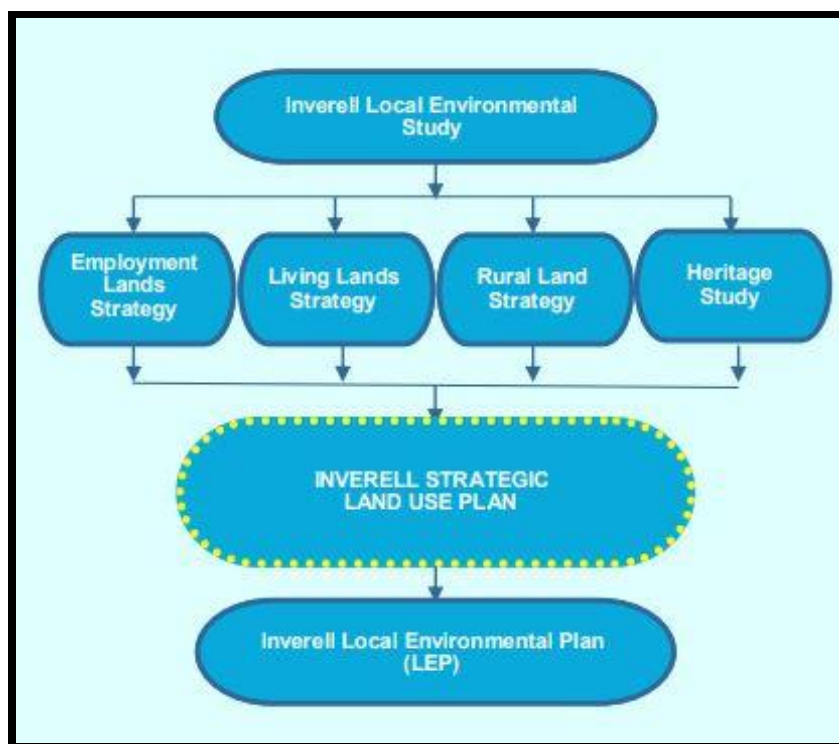 Inverell Local Environmental
Study
Employment
Lands
Strategy
Living Lands
Strategy
Rural Land
Strategy
Heritage
Study
INVERELL STRATEGIC
LAND USE PLAN
Inverell Local Environmental Plan
(LEP)